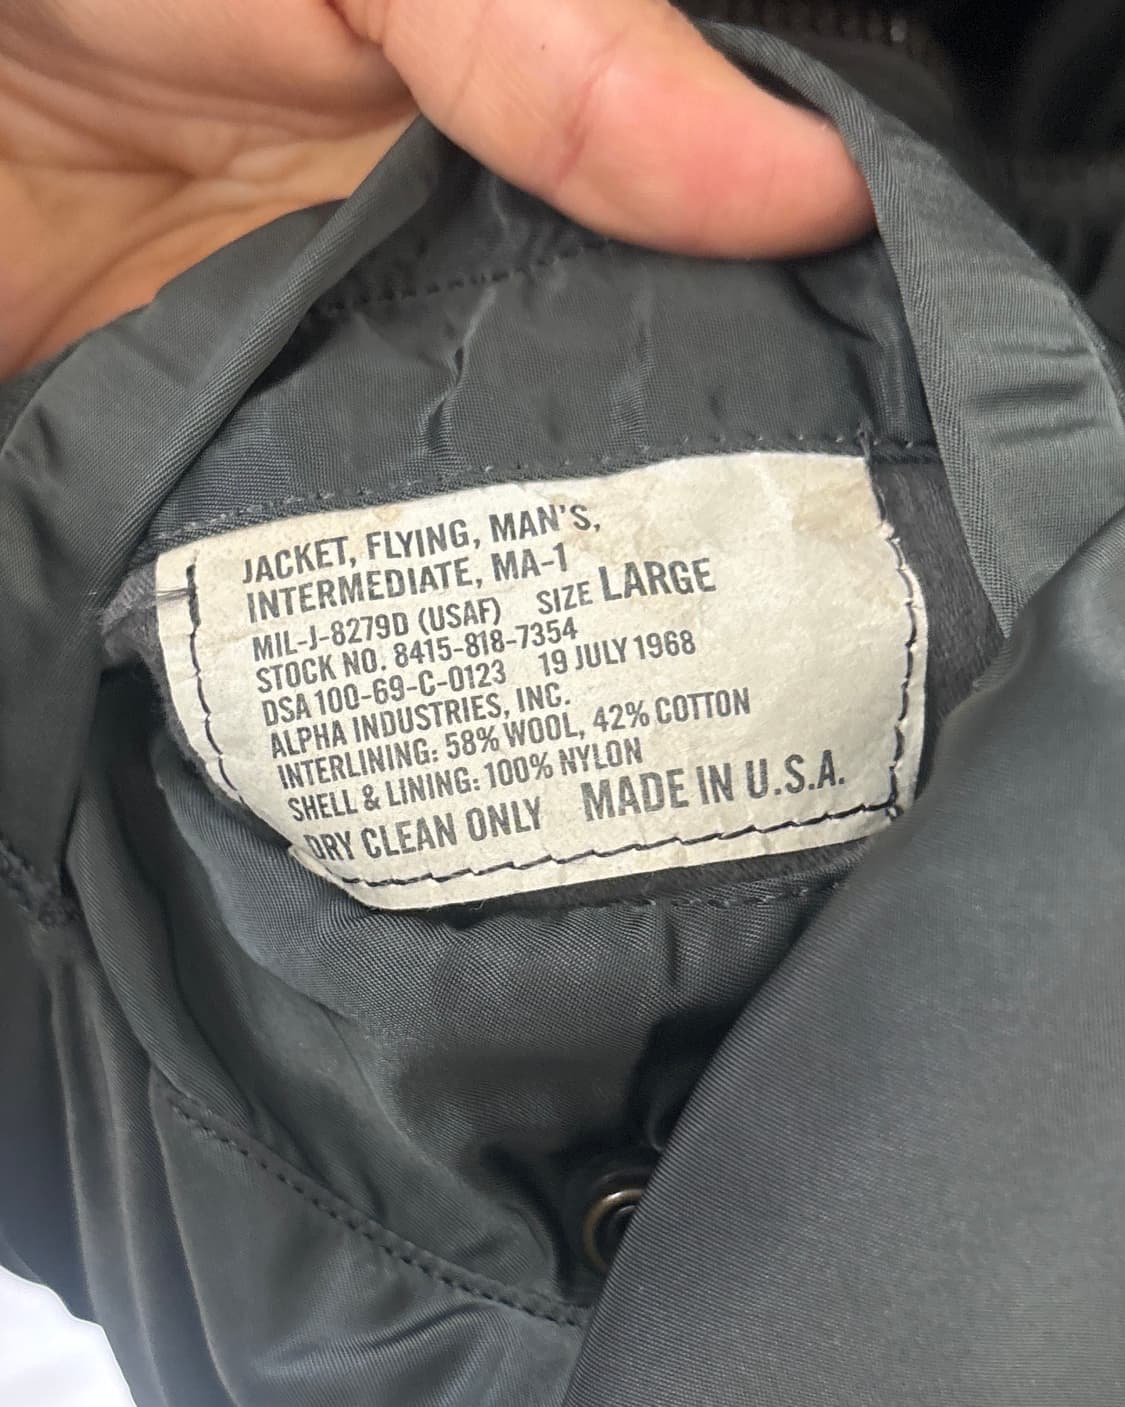 JACKET, FLYING, MAN'S,
INTERMEDIATE, MA-1
MIL-J-8279D (USAF) SIZE LARGE
STOCK NO. 8415-818-7354
DSA 100-69-C-0123 19 JULY 1968
ALPHA INDUSTRIES, INC.
INTERLINING: 58% WOOL, 42% COTTON
SHELL & LINING: 100% NYLON
DRY CLEAN ONLY MADE IN U.S.A.